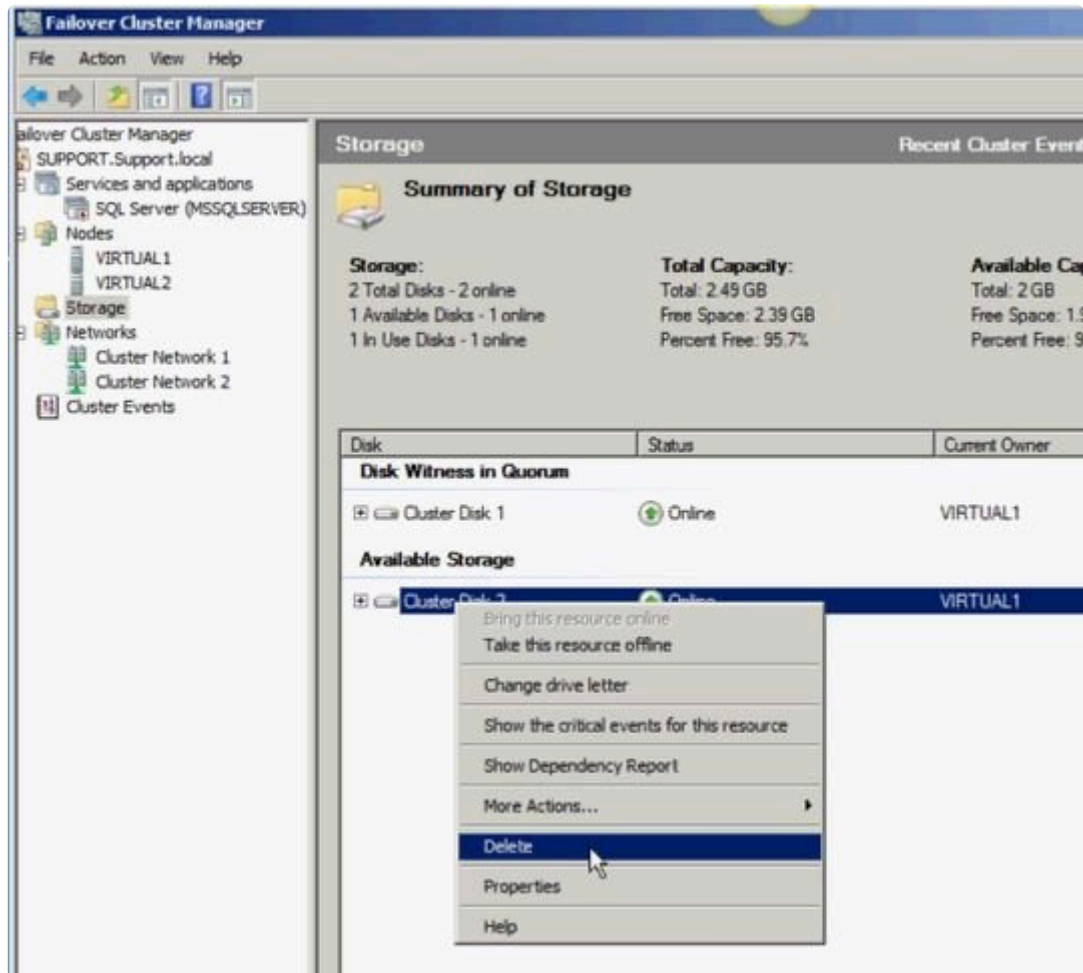 Failover Cluster Manager
File Action View Help
ailover Cluster Manager
SUPPORT.Support.local
Services and applications
SQL Server (MSSQLSERVER)
Nodes
VIRTUAL1
VIRTUAL2
Storage
Networks
Cluster Network 1
Cluster Network 2
Cluster Events
Storage Recent Cluster Event
Summary of Storage
Storage: Total Capacity: Available Ca
2 Total Disks - 2 online Total: 2.49 GB Total: 2 GB
1 Available Disks - 1 online Free Space: 2.39 GB Free Space: 1.9
1 In Use Disks - 1 online Percent Free: 95.7% Percent Free: 9
Disk Status Current Owner
Disk Witness in Quorum
Cluster Disk 1 Online VIRTUAL1
Available Storage
Cluster Disk 2 Online VIRTUAL1
Bring this resource online
Take this resource offline
Change drive letter
Show the critical events for this resource
Show Dependency Report
More Actions...
Delete
Properties
Help